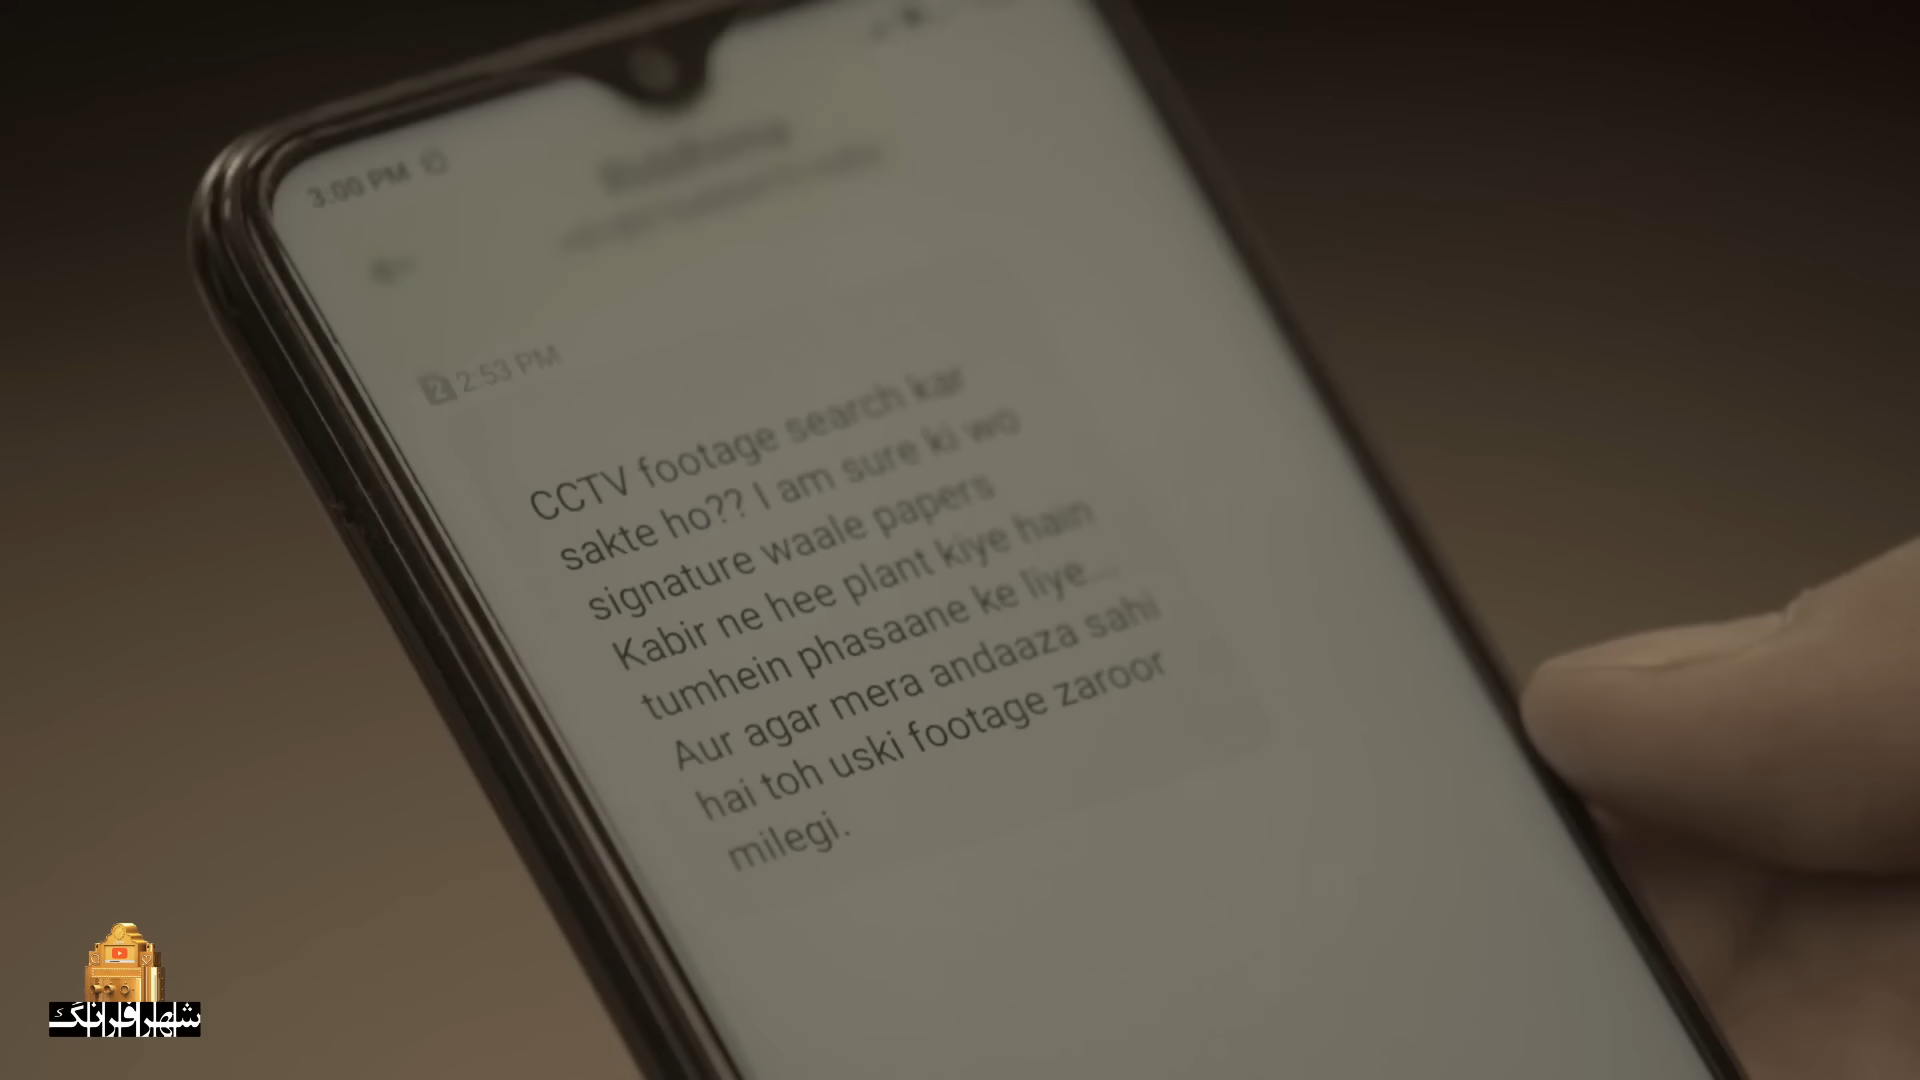 3:00 PM
2:53 PM
CCTV footage search kar
sakte ho?? I am sure ki wo
signature waale papers
Kabir ne hee plant kiye hain
tumhein phasaane ke liye...
Aur agar mera andaaza sahi
hai toh uski footage zaroor
milegi.
شهرفرنگ